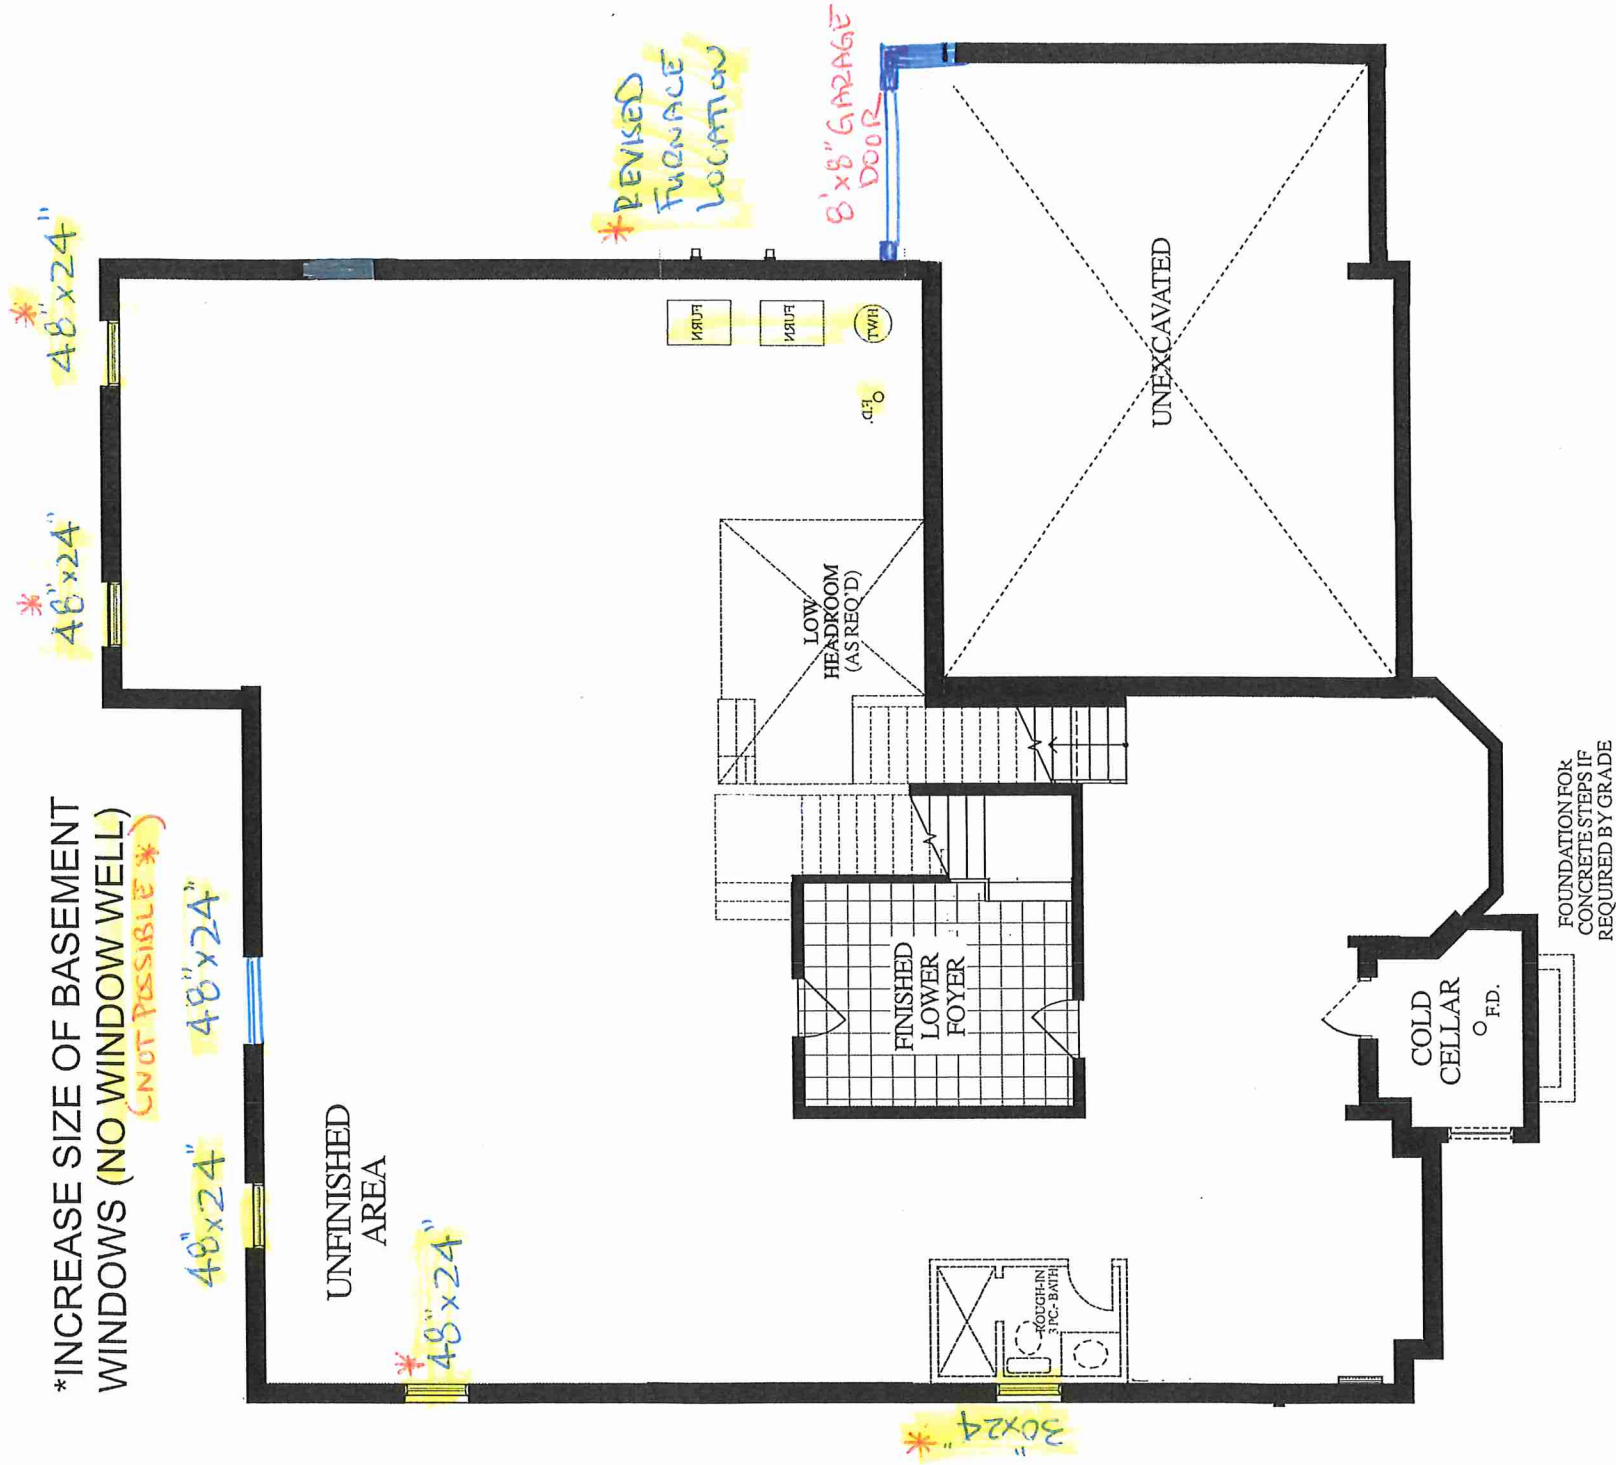 *INCREASE SIZE OF BASEMENT
WINDOWS (NO WINDOW WELL)
(NOT POSSIBLE *)
48"x24"
48"x24"
*
48"x24"
*
48"x24"
*
48"x24"
*
30x24"
*REVISED
FURNACE
LOCATION
8'x8" GARAGE
DOOR
UNFINISHED
AREA
FURN
FURN
HWT
F.D.
LOW
HEADROOM
(AS REQ'D)
UNEXCAVATED
FINISHED
LOWER
FOYER
ROUGH-IN
3 PC- BATH
COLD
CELLAR
F.D.
FOUNDATION FOR
CONCRETE STEPS IF
REQUIRED BY GRADE